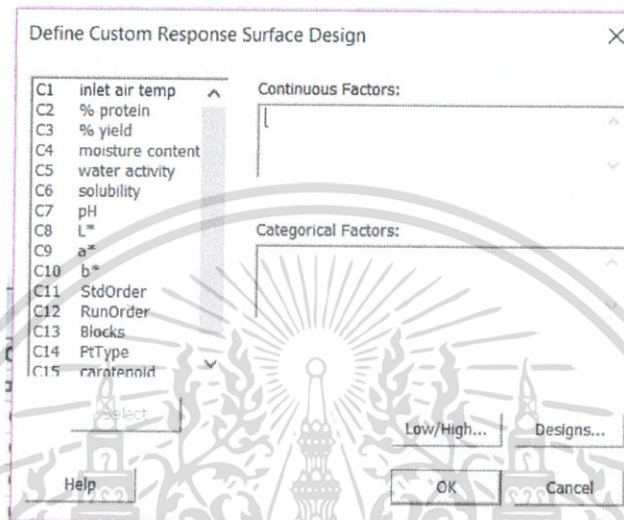 Define Custom Response Surface Design
C1 inlet air temp
C2 % protein
C3 % yield
C4 moisture content
C5 water activity
C6 solubility
C7 pH
C8 L*
C9 a*
C10 b*
C11 StdOrder
C12 RunOrder
C13 Blocks
C14 PtType
C15 carotenoid
Select
Continuous Factors:
Categorical Factors:
Low/High...
Designs...
Help
OK
Cancel